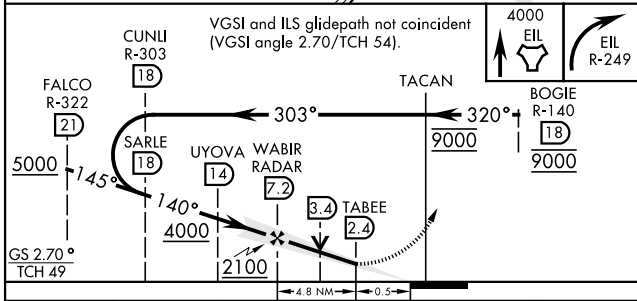 VGSI and ILS glidepath not coincident
(VGSI angle 2.70/TCH 54).
4000
EIL
EIL
R-249
CUNLI
R-303
18
FALCO
R-322
21
TACAN
BOGIE
R-140
18
9000
303°
320°
9000
SARLE
18
UYOVA
14
WABIR
RADAR
7.2
5000
145°
140°
3.4
TABEE
2.4
4000
2100
GS 2.70°
TCH 49
4.8 NM
0.5